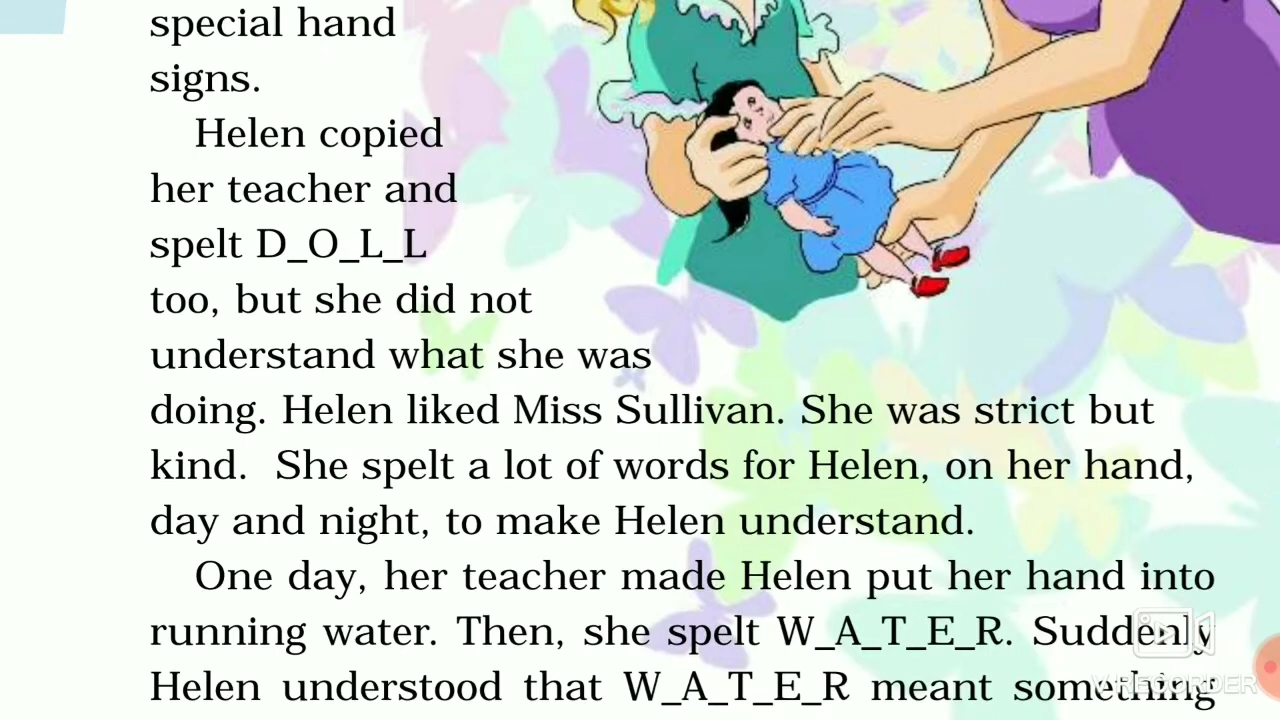 special hand
signs.
Helen copied
her teacher and
spelt D_O_L_L
too, but she did not
understand what she was
doing. Helen liked Miss Sullivan. She was strict but
kind. She spelt a lot of words for Helen, on her hand,
day and night, to make Helen understand.
One day, her teacher made Helen put her hand into
running water. Then, she spelt W_A_T_E_R. Suddenly
Helen understood that W_A_T_E_R meant something
V RECORDER